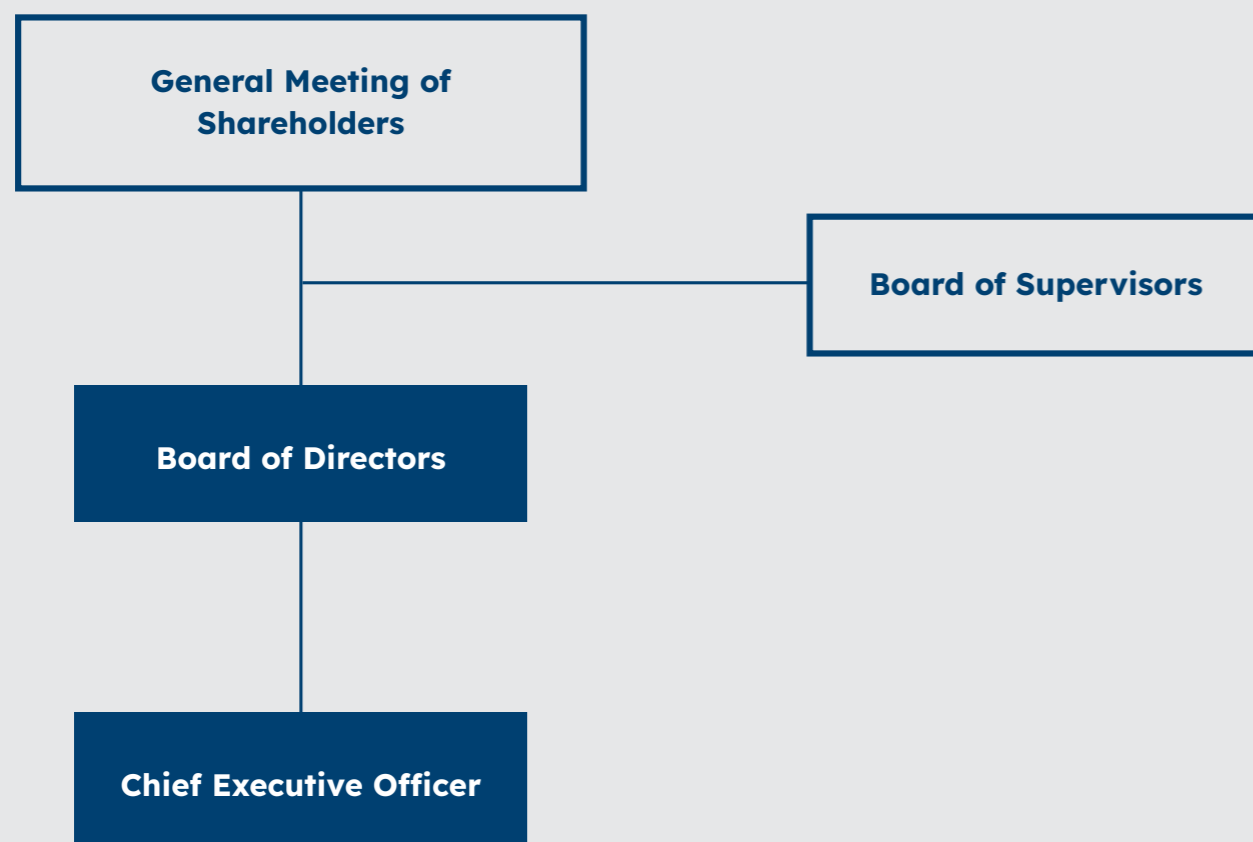 General Meeting of
Shareholders
Board of Supervisors
Board of Directors
Chief Executive Officer